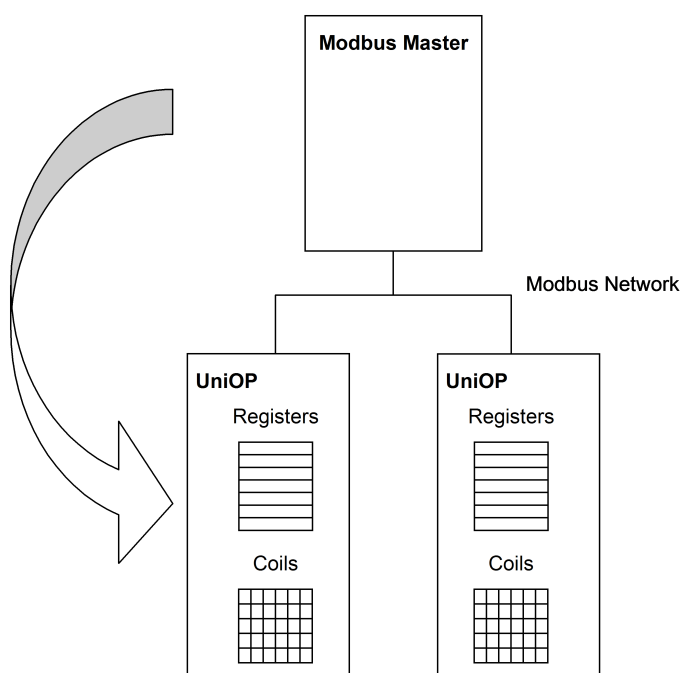 Modbus Master
Modbus Network
UniOP
Registers
Coils
UniOP
Registers
Coils